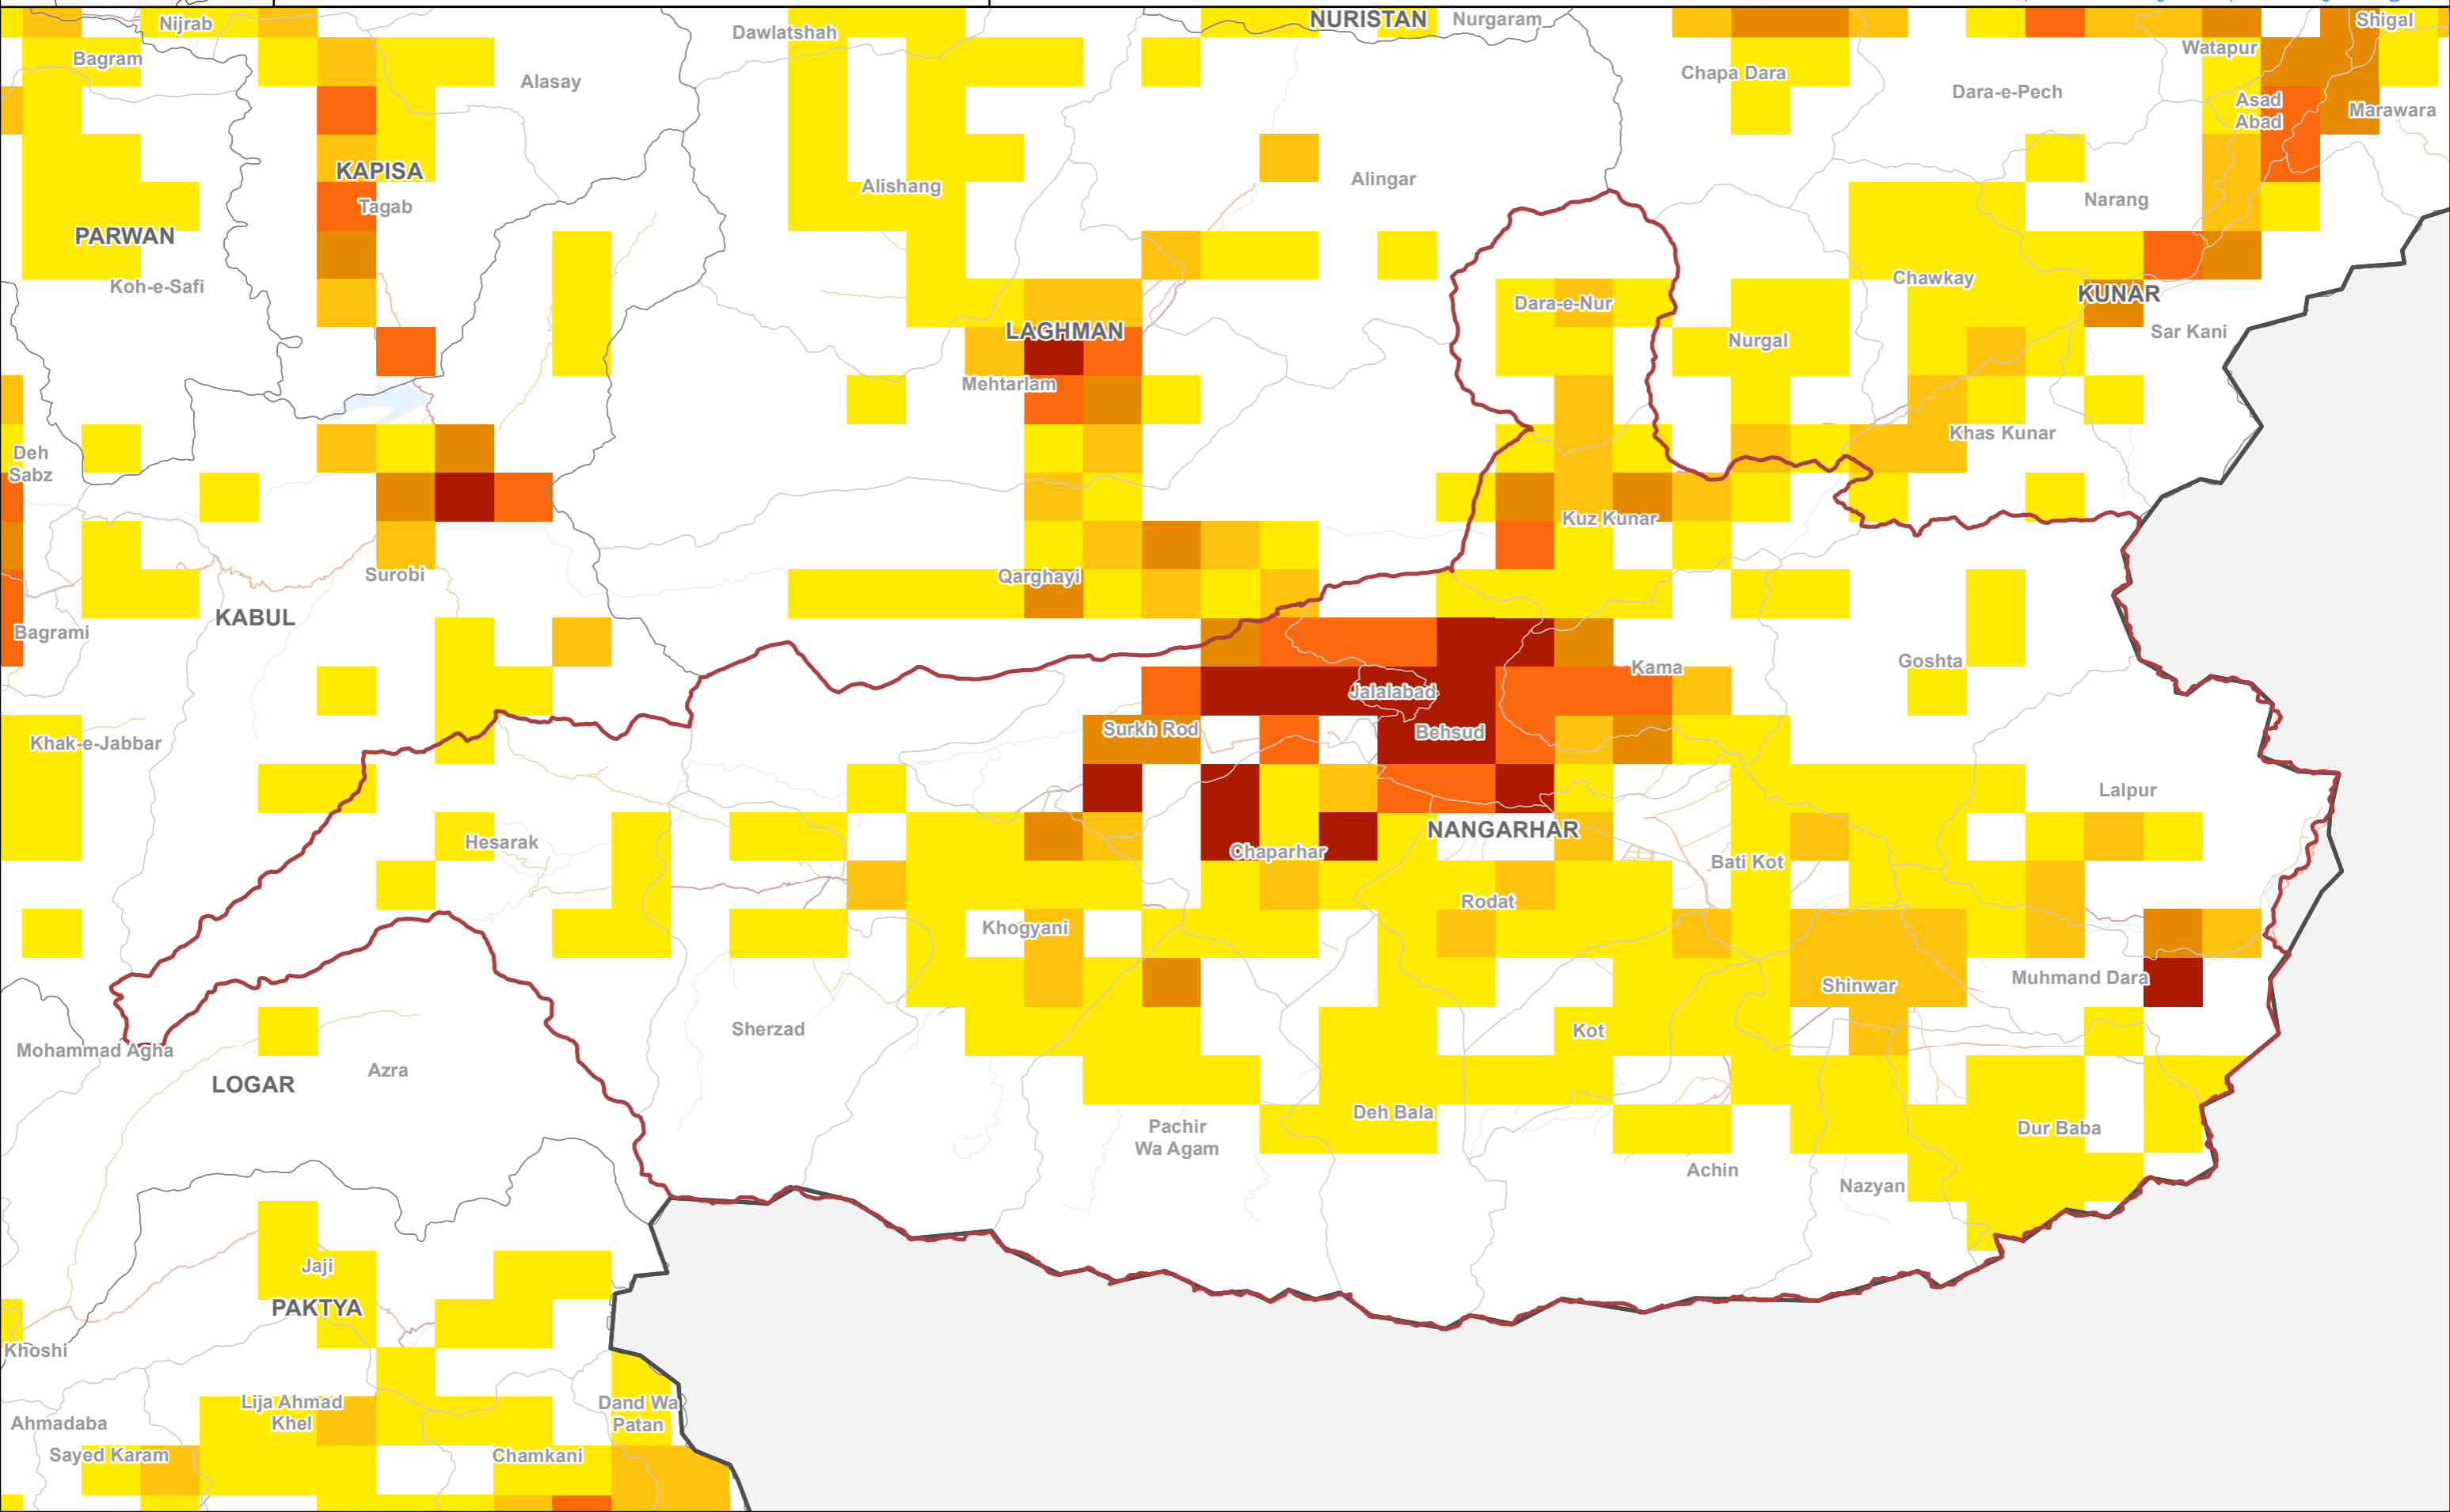 Nijrab
Dawlatshah
NURISTAN
Nurgaram
Shigal
Bagram
Alasay
Chapa Dara
Watapur
Dara-e-Pech
Asad
Abad
Marawara
KAPISA
Tagab
Alishang
Alingar
Narang
PARWAN
Koh-e-Safi
Chawkay
KUNAR
Dara-e-Nur
LAGHMAN
Nurgal
Sar Kani
Mehtarlam
Khas Kunar
Deh
Sabz
Kuz Kunar
Surobi
Qarghayi
KABUL
Bagrami
Kama
Goshta
Jalalabad
Khak-e-Jabbar
Surkh Rod
Behsud
Lalpur
Hesarak
NANGARHAR
Chaparhar
Bati Kot
Rodat
Khogyani
Shinwar
Muhmand Dara
Sherzad
Kot
Mohammad Agha
LOGAR
Azra
Deh Bala
Pachir
Wa Agam
Dur Baba
Achin
Nazyan
Jaji
PAKTYA
Khoshi
Lija Ahmad
Khel
Dand Wa
Patan
Ahmadaba
Sayed Karam
Chamkani